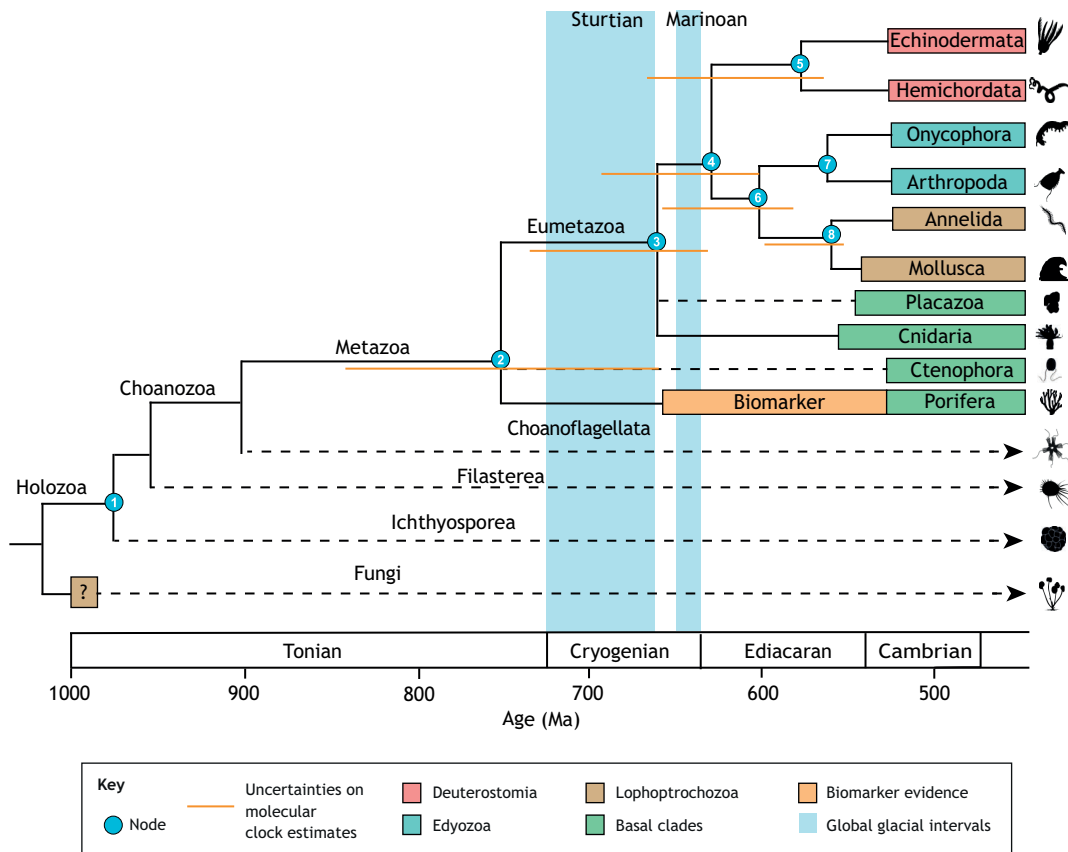 Sturtian
Marinoan
Echinodermata
5
Hemichordata
Onycophora
4
7
Arthropoda
6
Annelida
Eumetazoa
8
3
Mollusca
Placazoa
Cnidaria
Metazoa
2
Ctenophora
Choanozoa
Biomarker
Porifera
Choanoflagellata
Filasterea
Holozoa
1
Ichthyosporea
Fungi
?
Tonian
Cryogenian
Ediacaran
Cambrian
1000
900
800
700
600
500
Age (Ma)
Key
Node
Uncertainties on
molecular
clock estimates
Deuterostomia
Edyozoa
Lophoptrochozoa
Basal clades
Biomarker evidence
Global glacial intervals